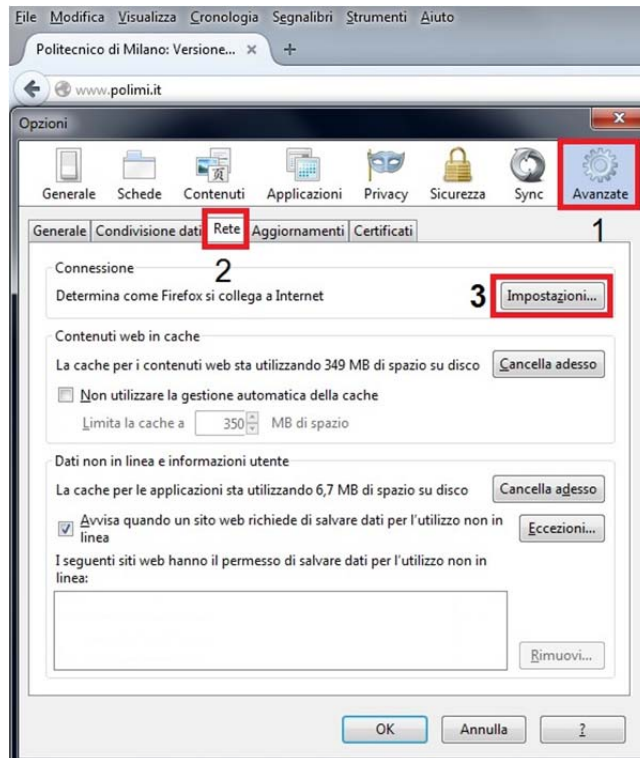 File Modifica Visualizza Cronologia Segnalibri Strumenti Aiuto
Politecnico di Milano: Versione... × +
www.polimi.it
Opzioni
Generale Schede Contenuti Applicazioni Privacy Sicurezza Sync Avanzate
1
Generale Condivisione dati Rete Aggiornamenti Certificati
2
Connessione
Determina come Firefox si collega a Internet 3 Impostazioni...
Contenuti web in cache
La cache per i contenuti web sta utilizzando 349 MB di spazio su disco Cancella adesso
Non utilizzare la gestione automatica della cache
Limita la cache a 350 MB di spazio
Dati non in linea e informazioni utente
La cache per le applicazioni sta utilizzando 6,7 MB di spazio su disco Cancella adesso
Avvisa quando un sito web richiede di salvare dati per l'utilizzo non in
linea
Eccezioni...
I seguenti siti web hanno il permesso di salvare dati per l'utilizzo non in
linea:
Rimuovi...
OK Annulla ?